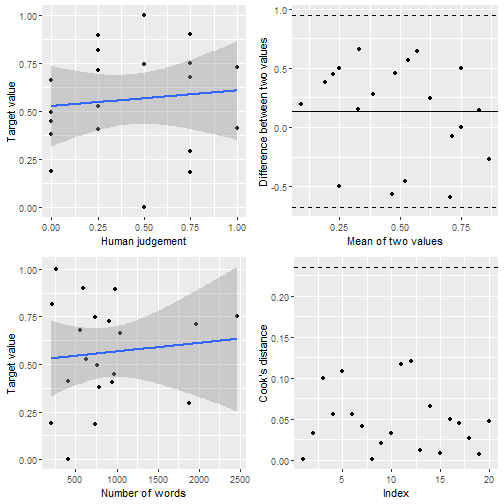 1.00
0.75
0.50
0.25
0.00
Target value
0.00 0.25 0.50 0.75 1.00
Human judgement
1.0
0.5
0.0
-0.5
Difference between two values
0.25 0.50 0.75
Mean of two values
1.00
0.75
0.50
0.25
0.00
Target value
500 1000 1500 2000 2500
Number of words
0.20
0.15
0.10
0.05
0.00
Cook's distance
5 10 15 20
Index